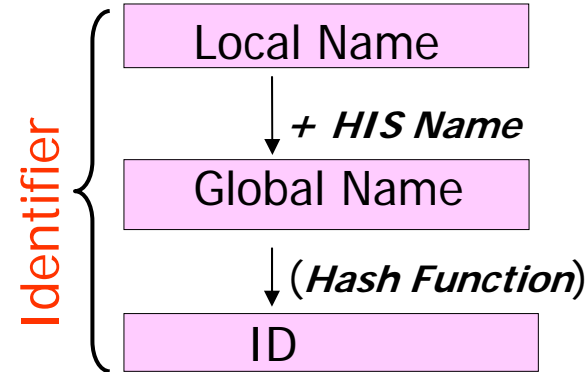 Local Name
+ HIS Name
Global Name
(Hash Function)
ID
Identifier